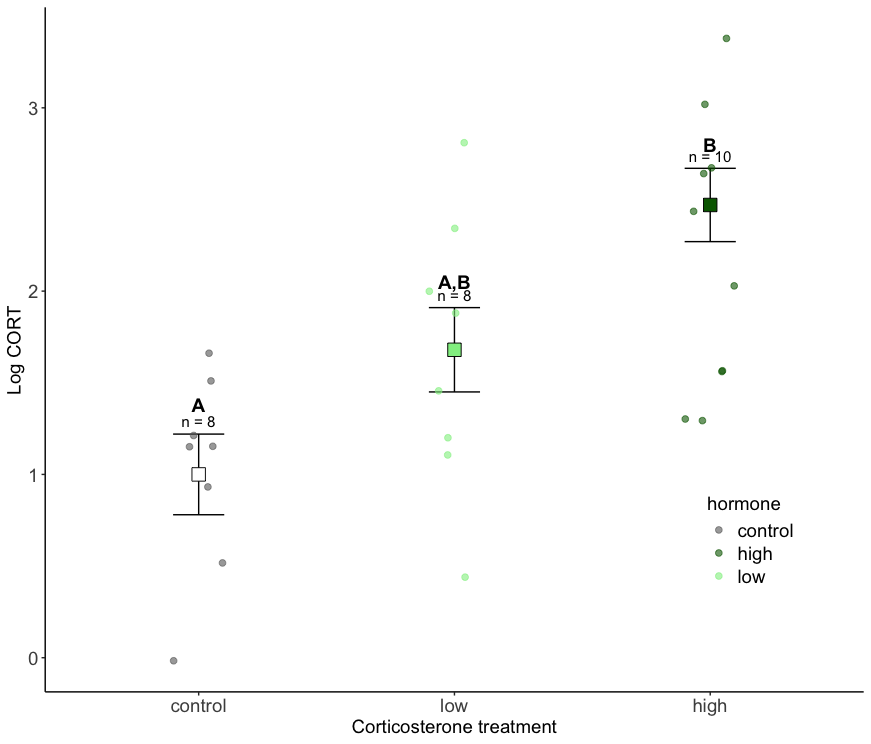 3
B
n = 10
2
A,B
n = 8
Log CORT
A
n = 8
1
hormone
control
high
low
0
control
low
high
Corticosterone treatment